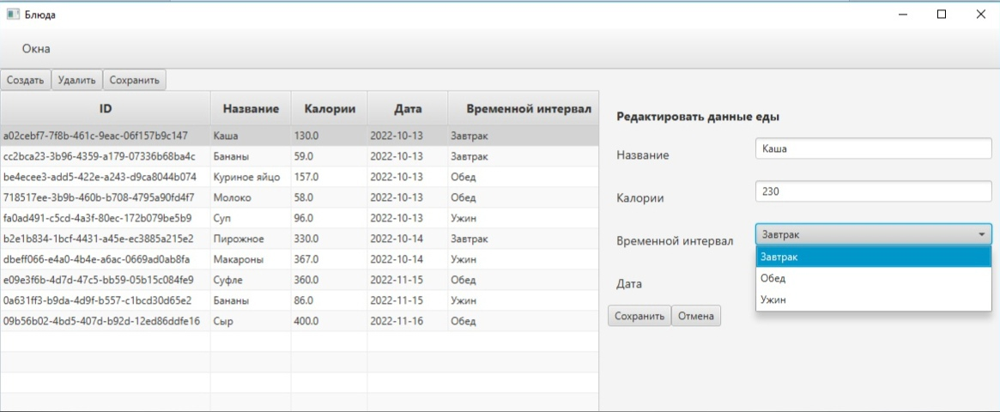 Блюда
Окна
Создать Удалить Сохранить
ID Название Калории Дата Временной интервал
a02cebf7-7f8b-461c-9eac-06f157b9c147 Каша 130.0 2022-10-13 Завтрак
cc2bca23-3b96-4359-a179-07336b68ba4c Бананы 59.0 2022-10-13 Завтрак
be4ecee3-add5-422e-a243-d9ca8044b074 Куриное яйцо 157.0 2022-10-13 Обед
718517ee-3b9b-460b-b708-4795a90fd4f7 Молоко 58.0 2022-10-13 Обед
fa0ad491-c5cd-4a3f-80ec-172b079be5b9 Суп 96.0 2022-10-13 Ужин
b2e1b834-1bcf-4431-a45e-ec3885a215e2 Пирожное 330.0 2022-10-14 Завтрак
dbeff066-e4a0-4b4e-a6ac-0669ad0ab8fa Макароны 367.0 2022-10-14 Ужин
e09e3f6b-4d7d-47c5-bb59-05b15c084fe9 Суфле 360.0 2022-11-15 Обед
0a631ff3-b9da-4d9f-b557-c1bcd30d65e2 Бананы 86.0 2022-11-15 Ужин
09b56b02-4bd5-407d-b92d-12ed86ddfe16 Сыр 400.0 2022-11-16 Обед
Редактировать данные еды
Название Каша
Калории 230
Временной интервал Завтрак
Завтрак
Обед
Ужин
Дата
Сохранить Отмена